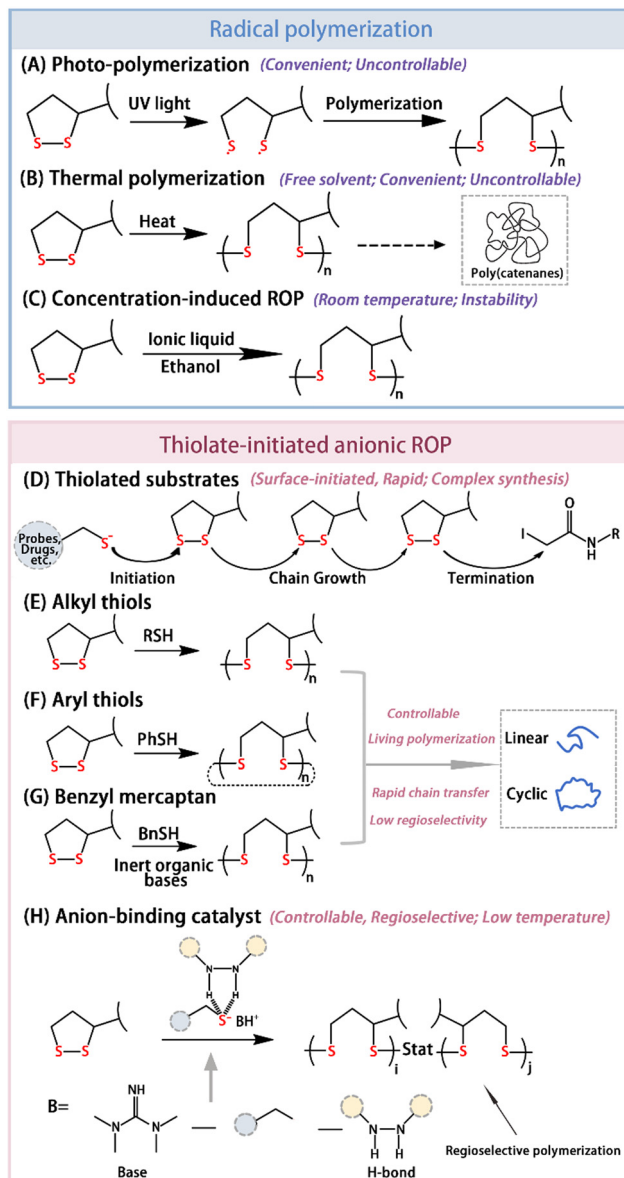 Radical polymerization
(A) Photo-polymerization (Convenient; Uncontrollable)
UV light
Polymerization
S—S
S S
S S
n
(B) Thermal polymerization (Free solvent; Convenient; Uncontrollable)
Heat
S—S
S S
n
Poly(catenanes)
(C) Concentration-induced ROP (Room temperature; Instability)
Ionic liquid
Ethanol
S—S
S S
n
Thiolate-initiated anionic ROP
(D) Thiolated substrates (Surface-initiated, Rapid; Complex synthesis)
Probes,
Drugs,
etc.
S⁻
S—S
S—S
S—S
I
O
N
H
R
Initiation
Chain Growth
Termination
(E) Alkyl thiols
RSH
S—S
S S
n
(F) Aryl thiols
PhSH
S—S
S S
n
(G) Benzyl mercaptan
BnSH
Inert organic
bases
S—S
S S
n
Controllable
Living polymerization
Rapid chain transfer
Low regioselectivity
Linear
Cyclic
(H) Anion-binding catalyst (Controllable, Regioselective; Low temperature)
N—N
H H
S⁻ BH⁺
S—S
S S
i
Stat
S S
j
B=
NH
N N
Base
N—N
H H
H-bond
Regioselective polymerization